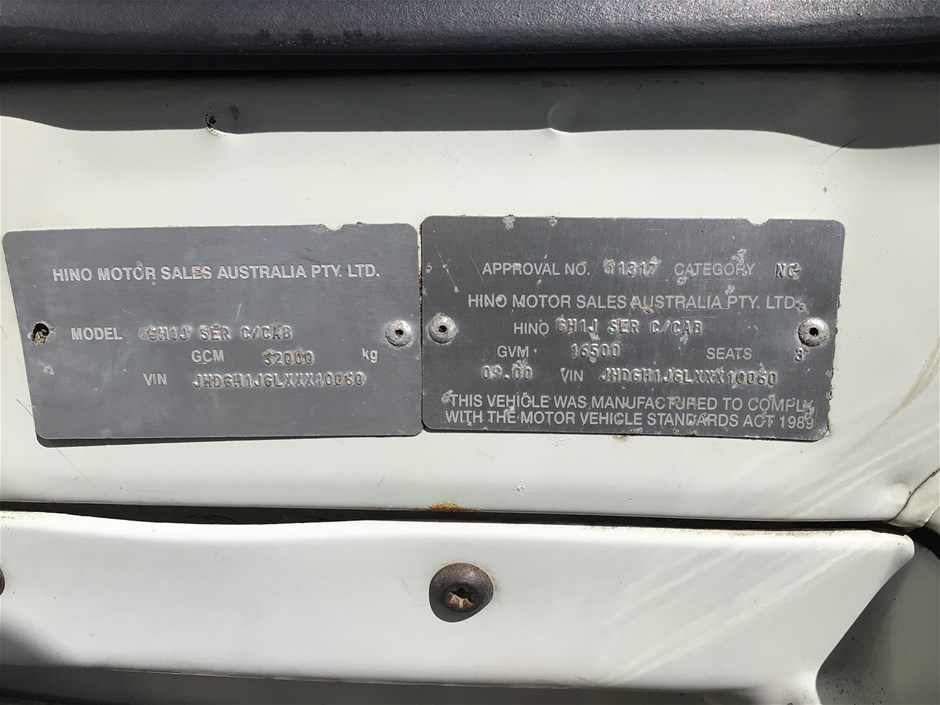 HINO MOTOR SALES AUSTRALIA PTY. LTD.
MODEL GH1J SER C/CAB
GCM 32000 kg
VIN JHDGH1JGLXXX10060
APPROVAL NO. 11317 CATEGORY NC
HINO MOTOR SALES AUSTRALIA PTY. LTD.
HINO GH1J SER C/CAB
GVM 16500 SEATS 3
09.00 VIN JHDGH1JGLXXX10060
THIS VEHICLE WAS MANUFACTURED TO COMPLY
WITH THE MOTOR VEHICLE STANDARDS ACT 1989